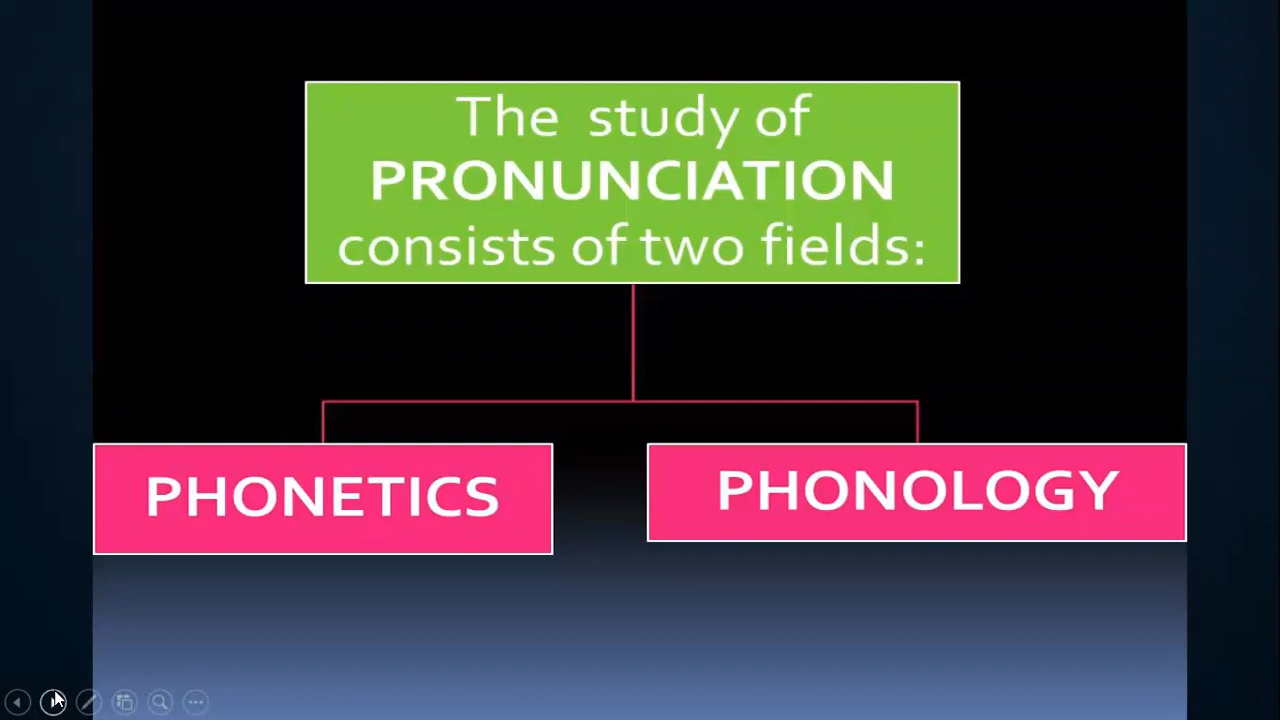 The study of
PRONUNCIATION
consists of two fields:
PHONETICS
PHONOLOGY